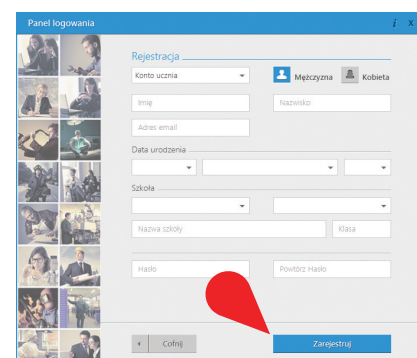 Panel logowania i x
Rejestracja
Konto ucznia Mężczyzna Kobieta
Imię Nazwisko
Adres email
Data urodzenia
Szkoła
Nazwa szkoły Klasa
Hasło Powtórz Hasło
Cofnij Zarejestruj